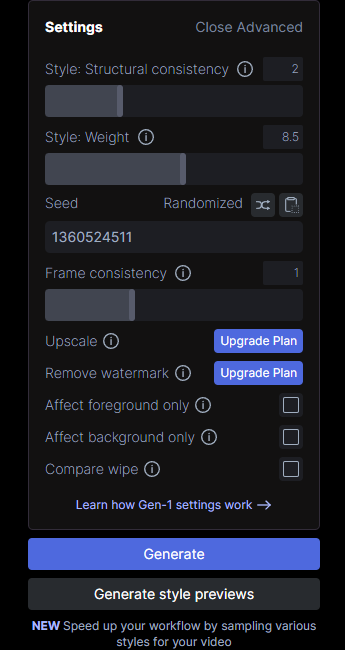 Settings Close Advanced
Style: Structural consistency 2
Style: Weight 8.5
Seed Randomized
1360524511
Frame consistency 1
Upscale Upgrade Plan
Remove watermark Upgrade Plan
Affect foreground only
Affect background only
Compare wipe
Learn how Gen-1 settings work →
Generate
Generate style previews
NEW Speed up your workflow by sampling various
styles for your video